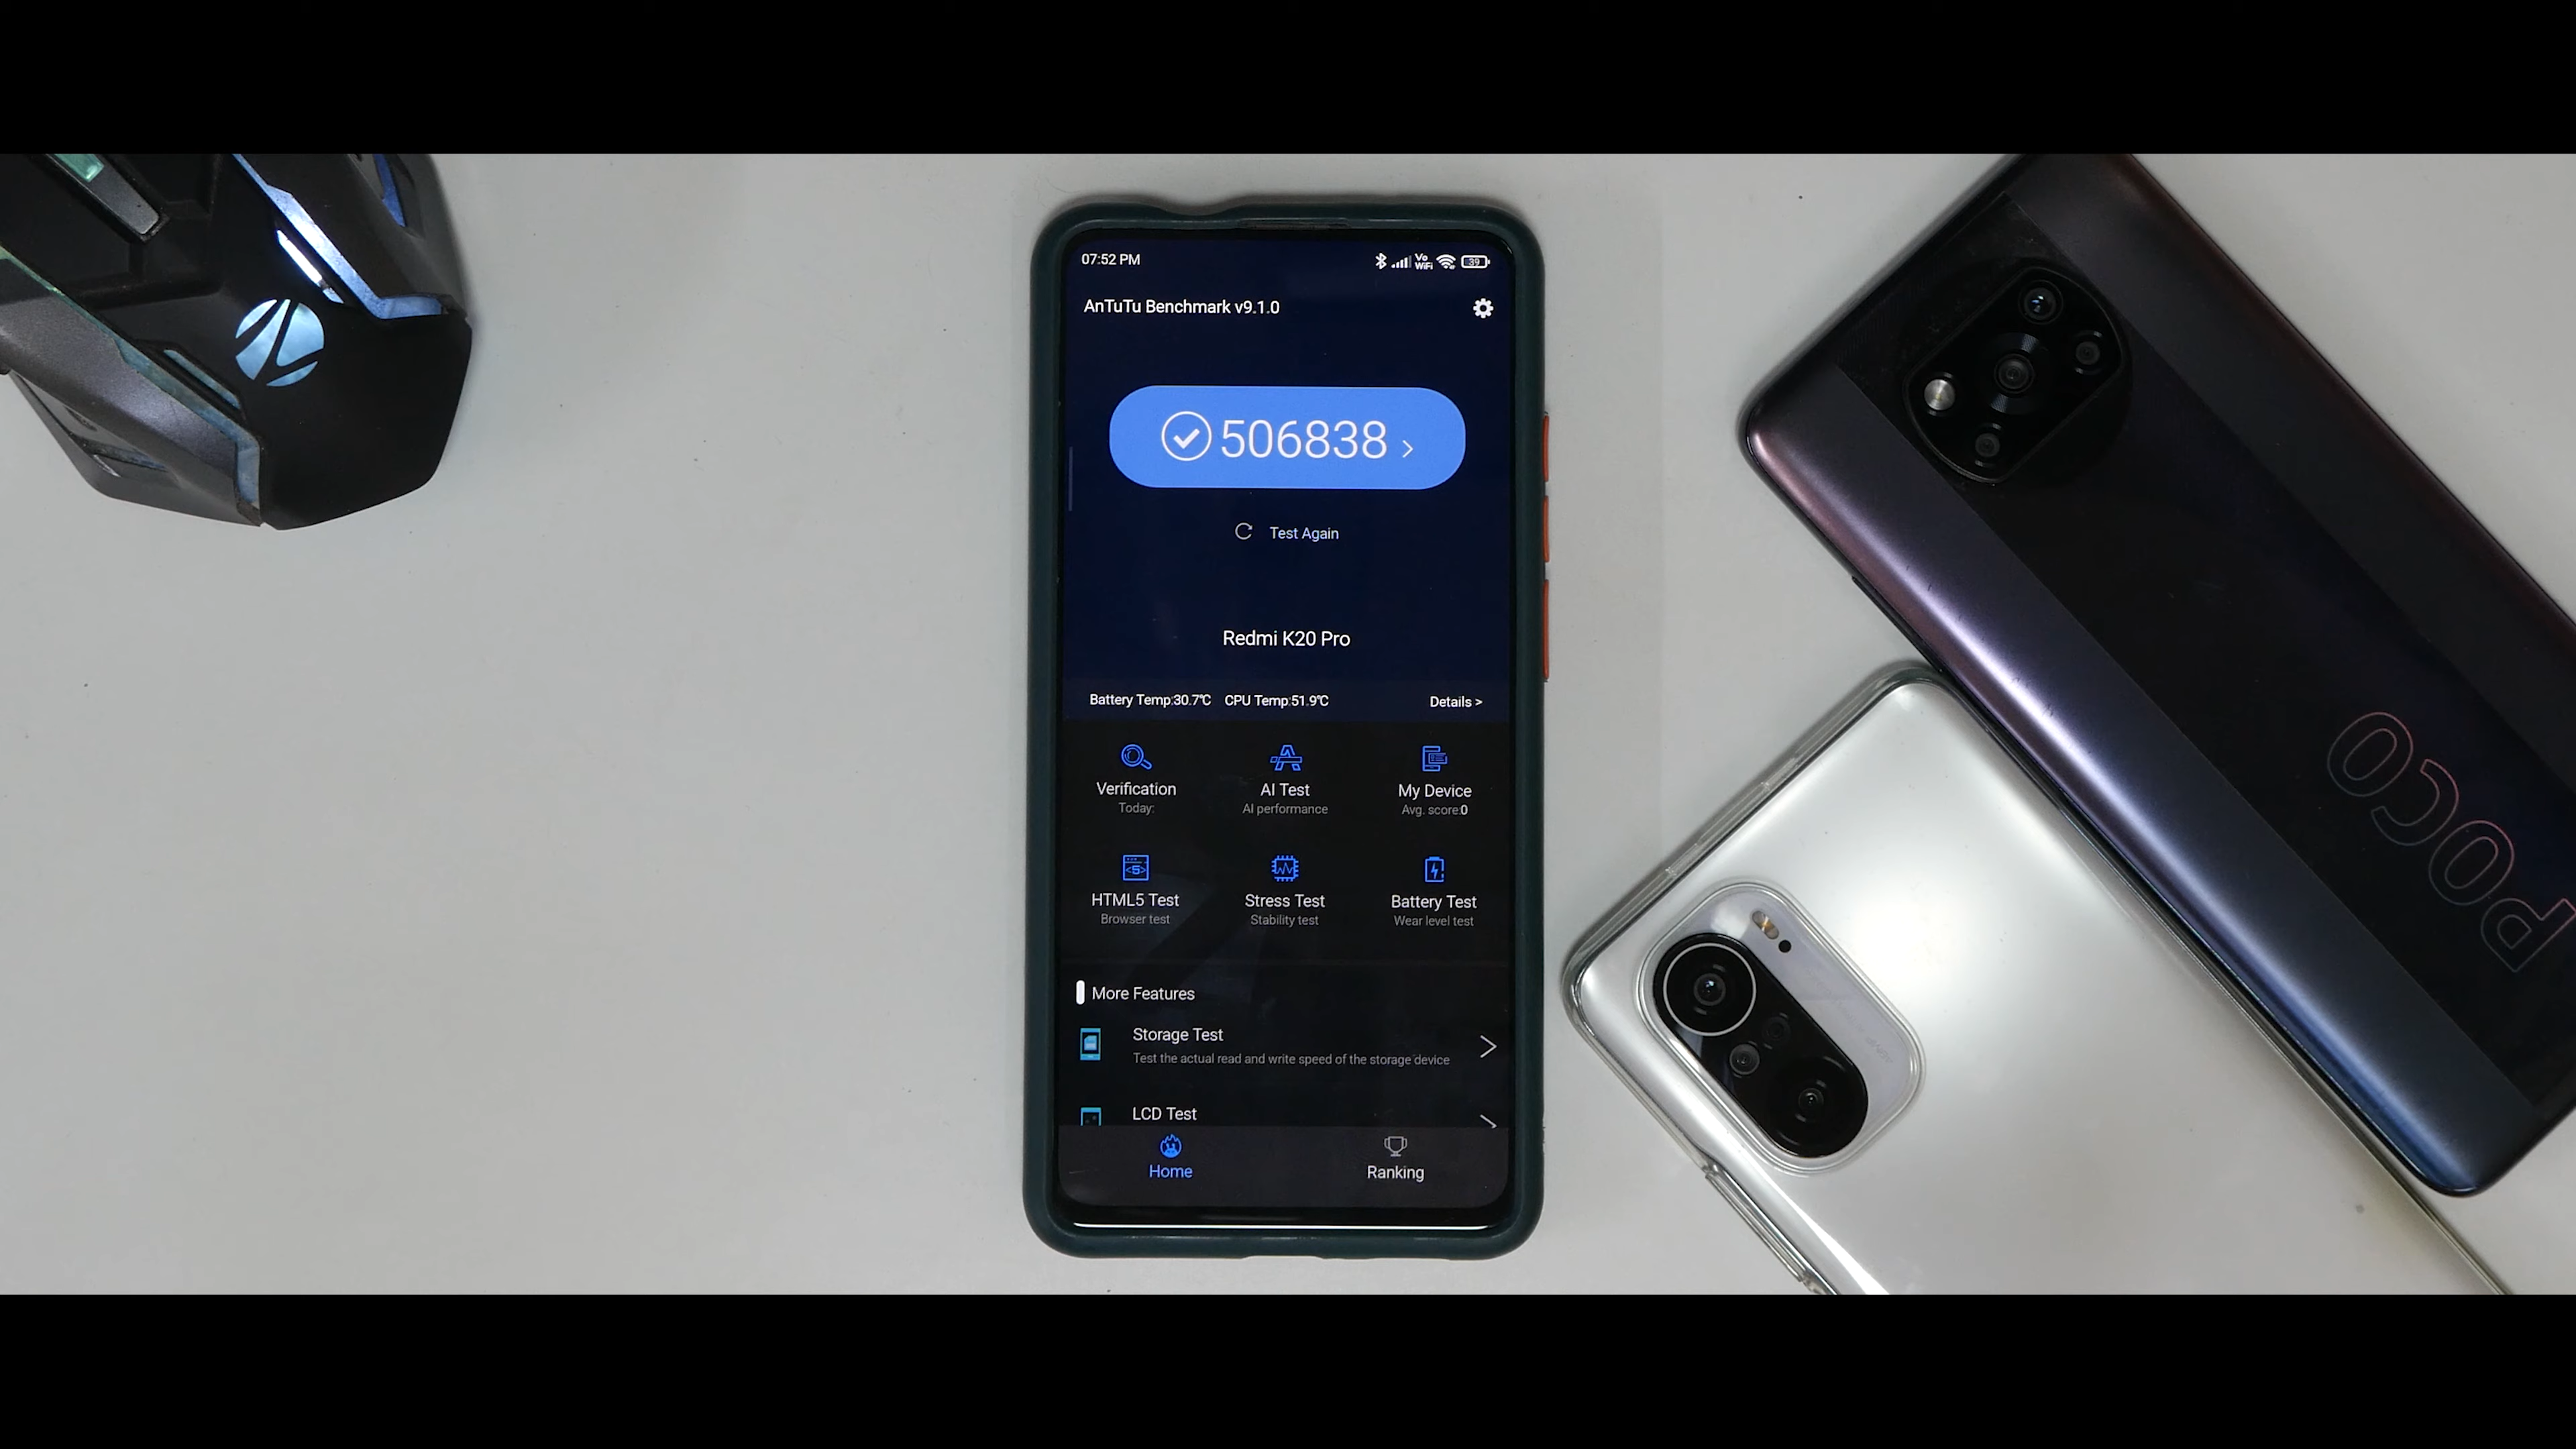 07:52 PM
Vo
WiFi
39
AnTuTu Benchmark v9.1.0
506838 >
Test Again
Redmi K20 Pro
Battery Temp:30.7℃ CPU Temp:51.9℃ Details >
Verification
Today:
AI Test
AI performance
My Device
Avg. score:0
HTML5 Test
Browser test
Stress Test
Stability test
Battery Test
Wear level test
More Features
Storage Test
Test the actual read and write speed of the storage device
LCD Test
Home
Ranking
POCO